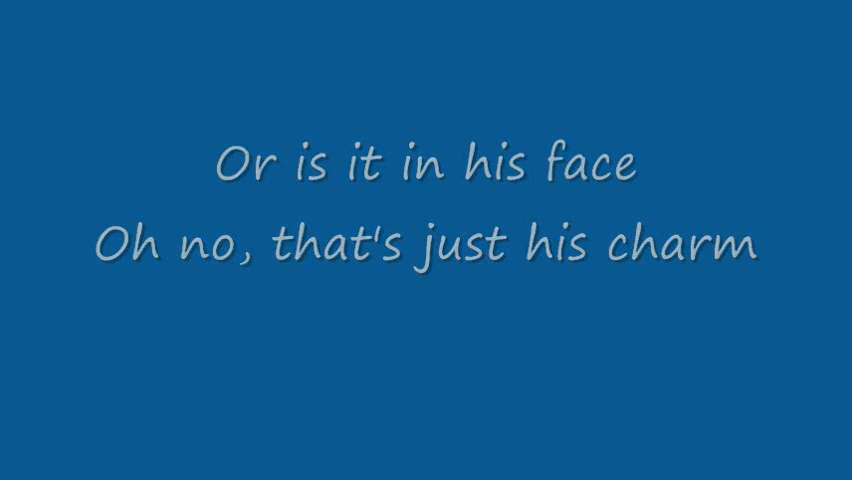 Or is it in his face
Oh no, that's just his charm